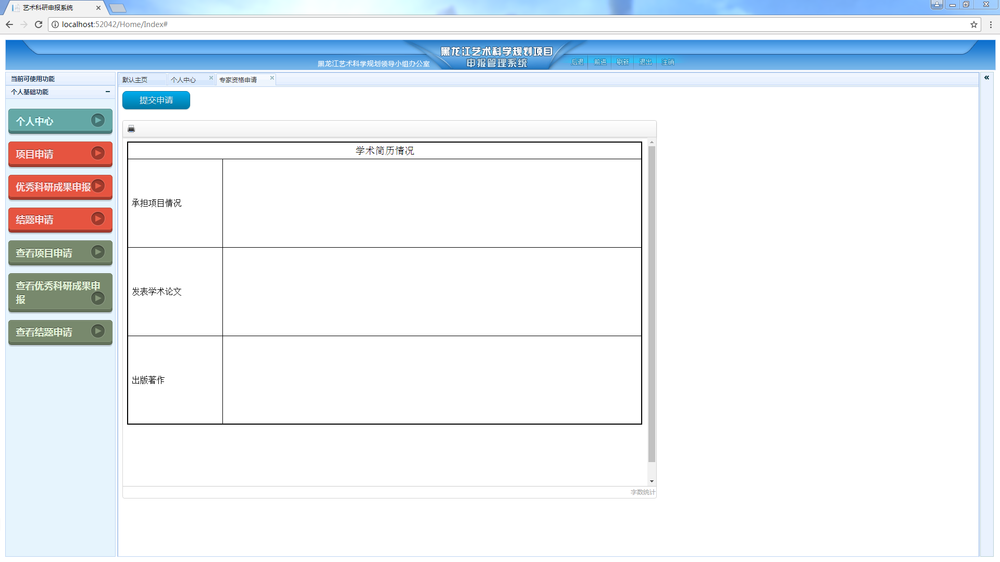 艺术科研申报系统
localhost:52042/Home/Index#
黑龙江艺术科学规划领导小组办公室
黑龙江艺术科学规划项目
申报管理系统
后退 前进 刷新 退出 注销
当前可使用功能
个人基础功能
个人中心
项目申请
优秀科研成果申报
结题申请
查看项目申请
查看优秀科研成果申
报
查看结题申请
默认主页 个人中心 专家资格申请
提交申请
学术简历情况
承担项目情况
发表学术论文
出版著作
字数统计